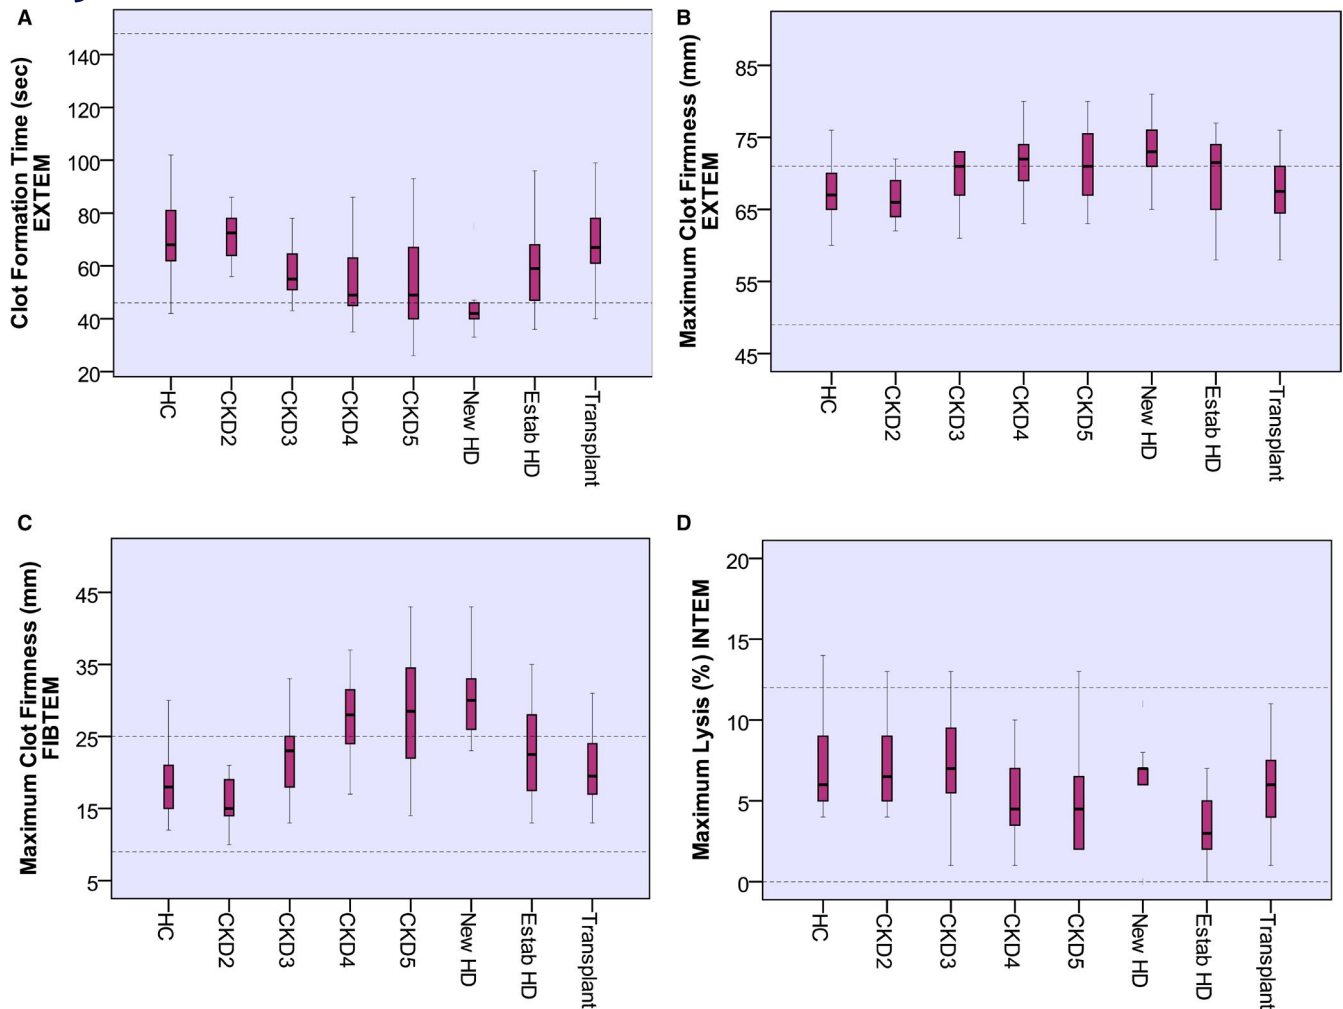 A
Clot Formation Time (sec)
EXTEM
140
120
100
80
60
40
20
HC
CKD2
CKD3
CKD4
CKD5
New HD
Estab HD
Transplant
B
Maximum Clot Firmness (mm)
EXTEM
85
75
65
55
45
HC
CKD2
CKD3
CKD4
CKD5
New HD
Estab HD
Transplant
C
Maximum Clot Firmness (mm)
FIBTEM
45
35
25
15
5
HC
CKD2
CKD3
CKD4
CKD5
New HD
Estab HD
Transplant
D
Maximum Lysis (%) INTEM
20
15
10
5
0
HC
CKD2
CKD3
CKD4
CKD5
New HD
Estab HD
Transplant